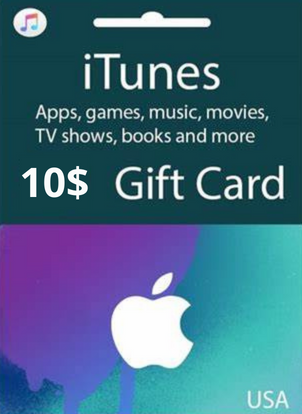 iTunes
Apps, games, music, movies,
TV shows, books and more
10$ Gift Card
USA